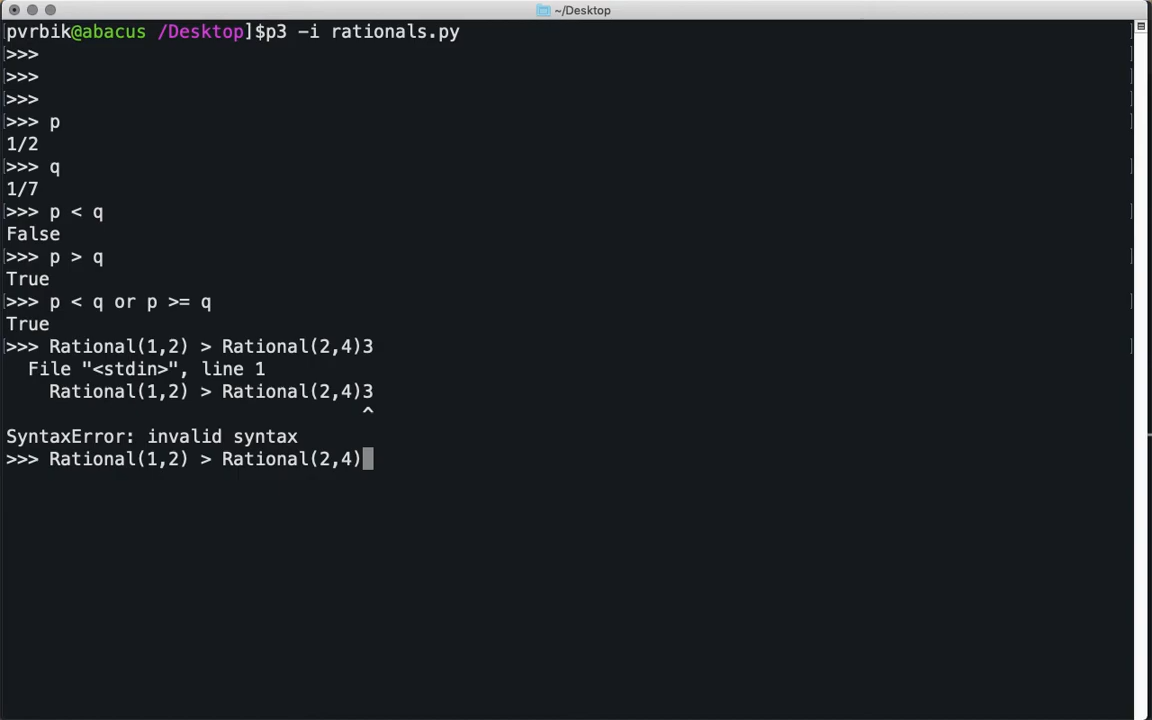 ~/Desktop
pvrbik@abacus /Desktop]$p3 -i rationals.py
>>>
>>>
>>>
>>> p
1/2
>>> q
1/7
>>> p < q
False
>>> p > q
True
>>> p < q or p >= q
True
>>> Rational(1,2) > Rational(2,4)3
  File "<stdin>", line 1
    Rational(1,2) > Rational(2,4)3
                                 ^
SyntaxError: invalid syntax
>>> Rational(1,2) > Rational(2,4)